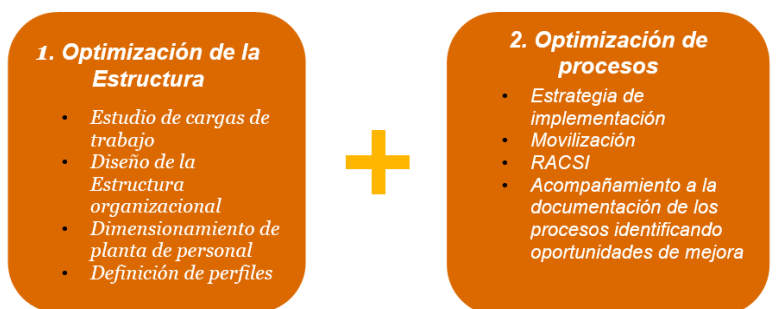 1. Optimización de la
Estructura
• Estudio de cargas de
trabajo
• Diseño de la
Estructura
organizacional
• Dimensionamiento de
planta de personal
• Definición de perfiles
+
2. Optimización de
procesos
• Estrategia de
implementación
• Movilización
• RACSI
• Acompañamiento a la
documentación de los
procesos identificando
oportunidades de mejora